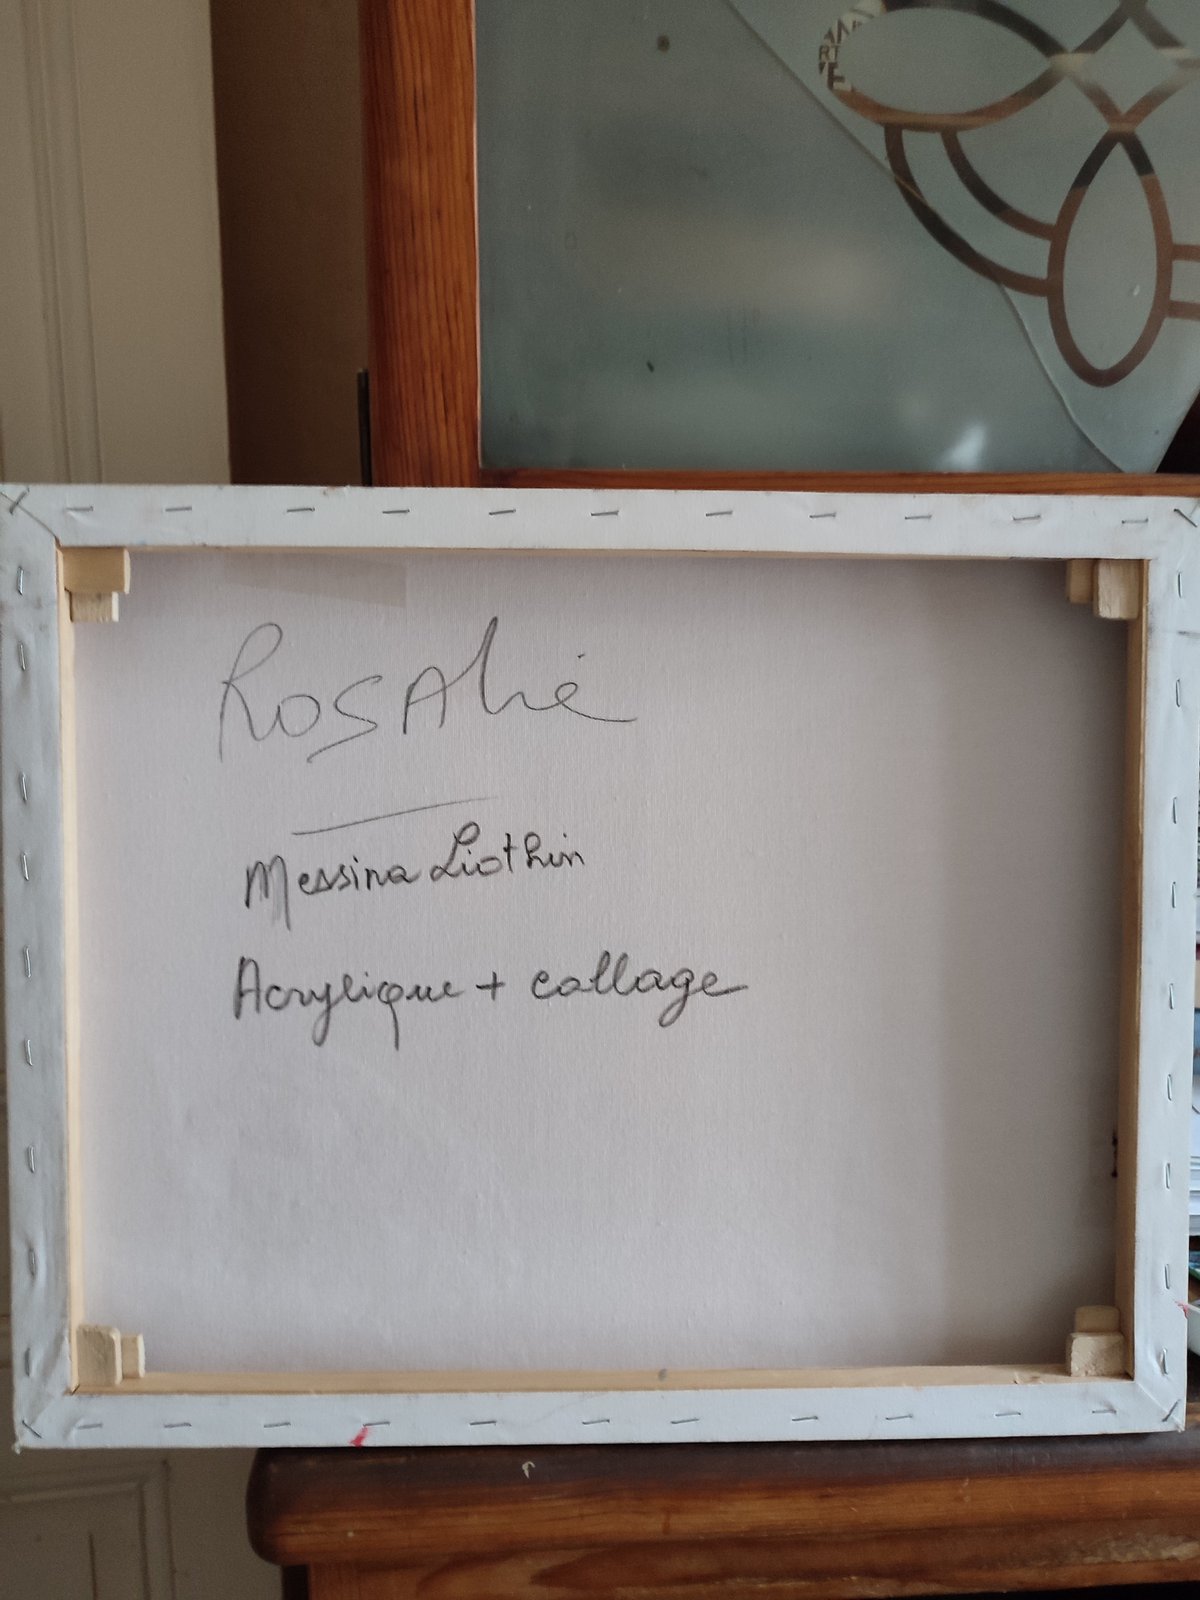 ROSAlie
Messina Liothin
Acrylique + collage